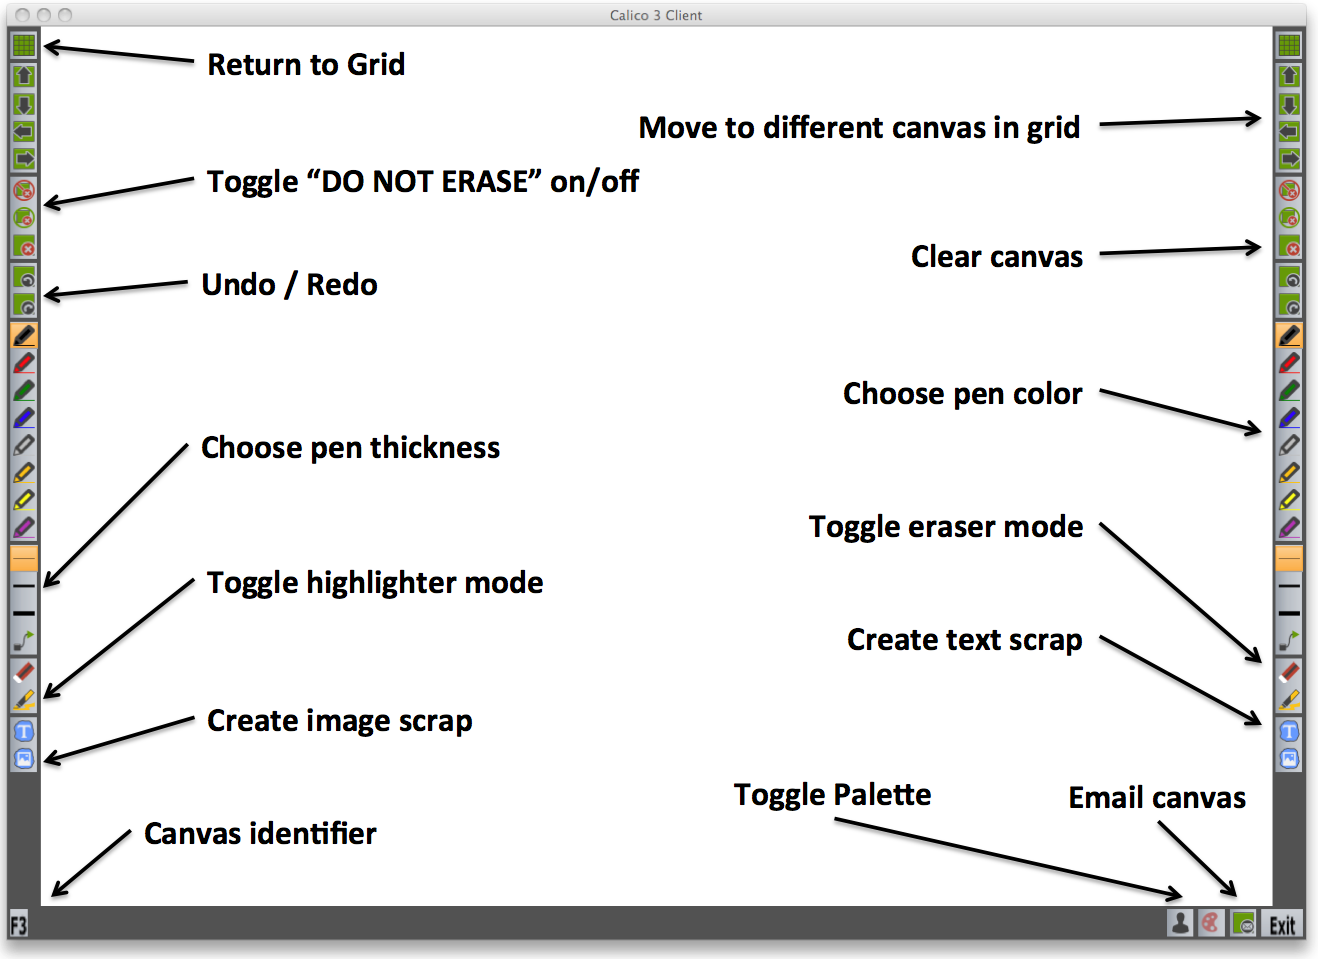 Calico 3 Client
Return to Grid
Move to different canvas in grid
Toggle “DO NOT ERASE” on/off
Clear canvas
Undo / Redo
Choose pen color
Choose pen thickness
Toggle eraser mode
Toggle highlighter mode
Create text scrap
Create image scrap
T
T
Toggle Palette
Email canvas
Canvas identifier
F3
Exit